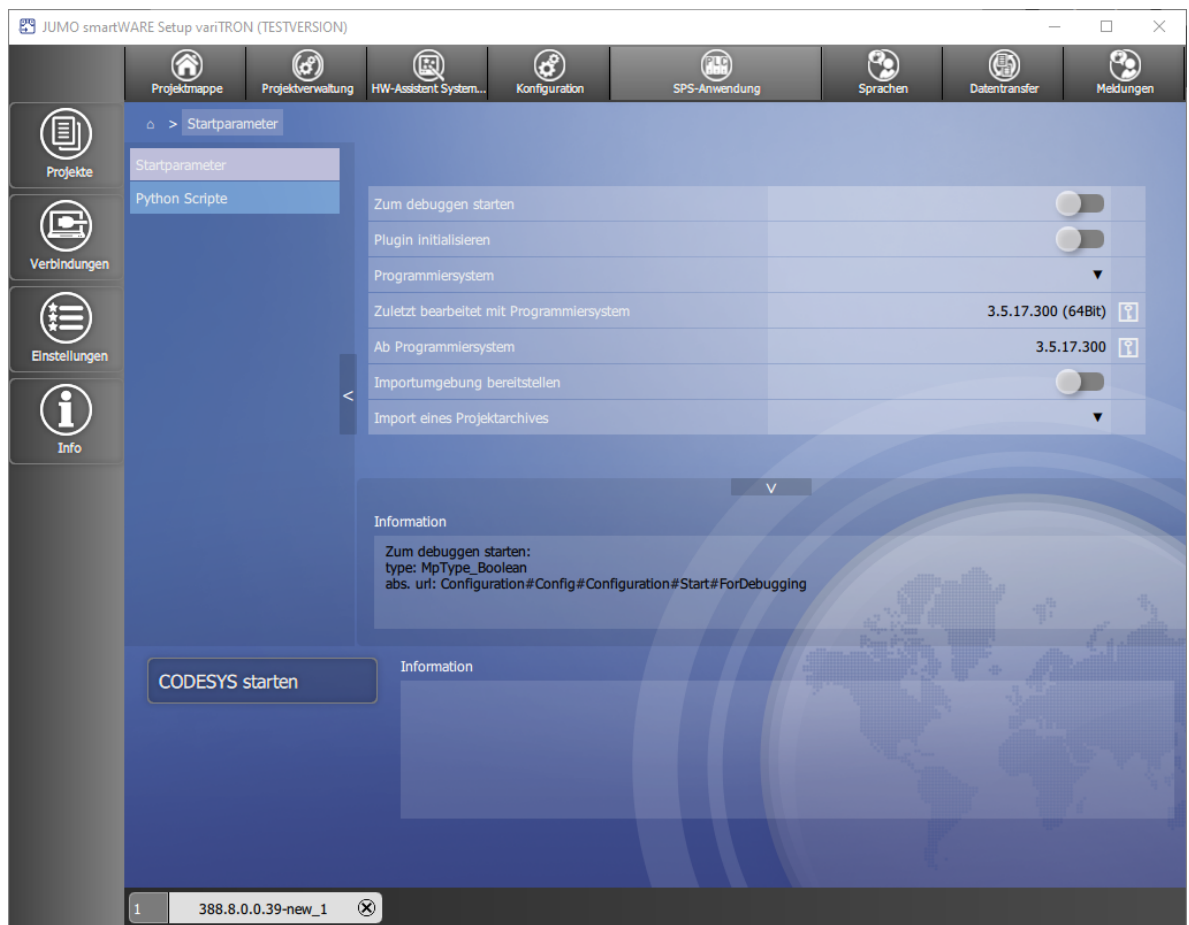 JUMO smartWARE Setup variTRON (TESTVERSION)
Projektmappe
Projektverwaltung
HW-Assistent System...
Konfiguration
SPS-Anwendung
Sprachen
Datentransfer
Meldungen
Projekte
Verbindungen
Einstellungen
Info
> Startparameter
Startparameter
Python Scripte
Zum debuggen starten
Plugin initialisieren
Programmiersystem
Zuletzt bearbeitet mit Programmiersystem 3.5.17.300 (64Bit)
Ab Programmiersystem 3.5.17.300
Importumgebung bereitstellen
Import eines Projektarchives
<
V
Information
Zum debuggen starten:
type: MpType_Boolean
abs. url: Configuration#Config#Configuration#Start#ForDebugging
CODESYS starten
Information
1 388.8.0.0.39-new_1